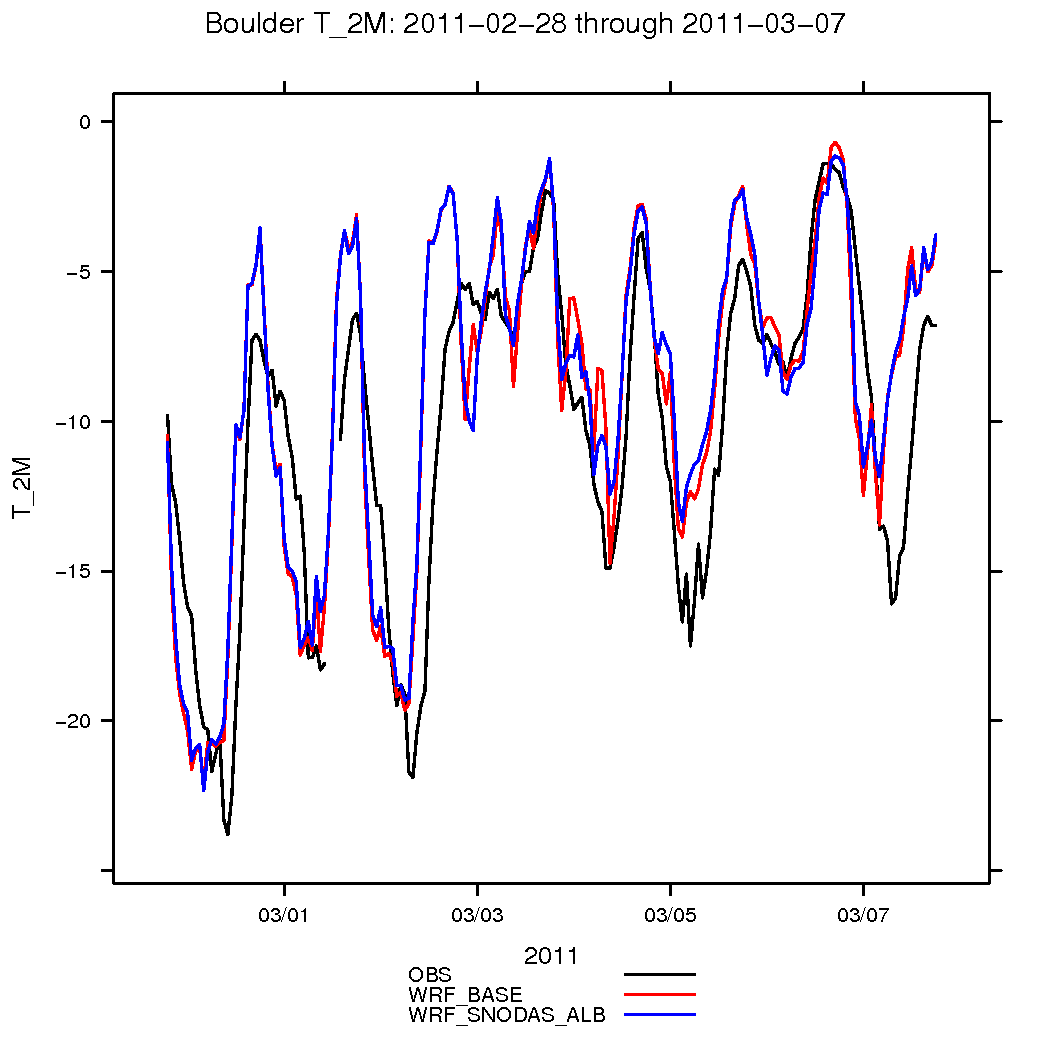 Boulder T_2M: 2011-02-28 through 2011-03-07
0
-5
-10
-15
-20
T_2M
03/01 03/03 03/05 03/07
2011
OBS
WRF_BASE
WRF_SNODAS_ALB